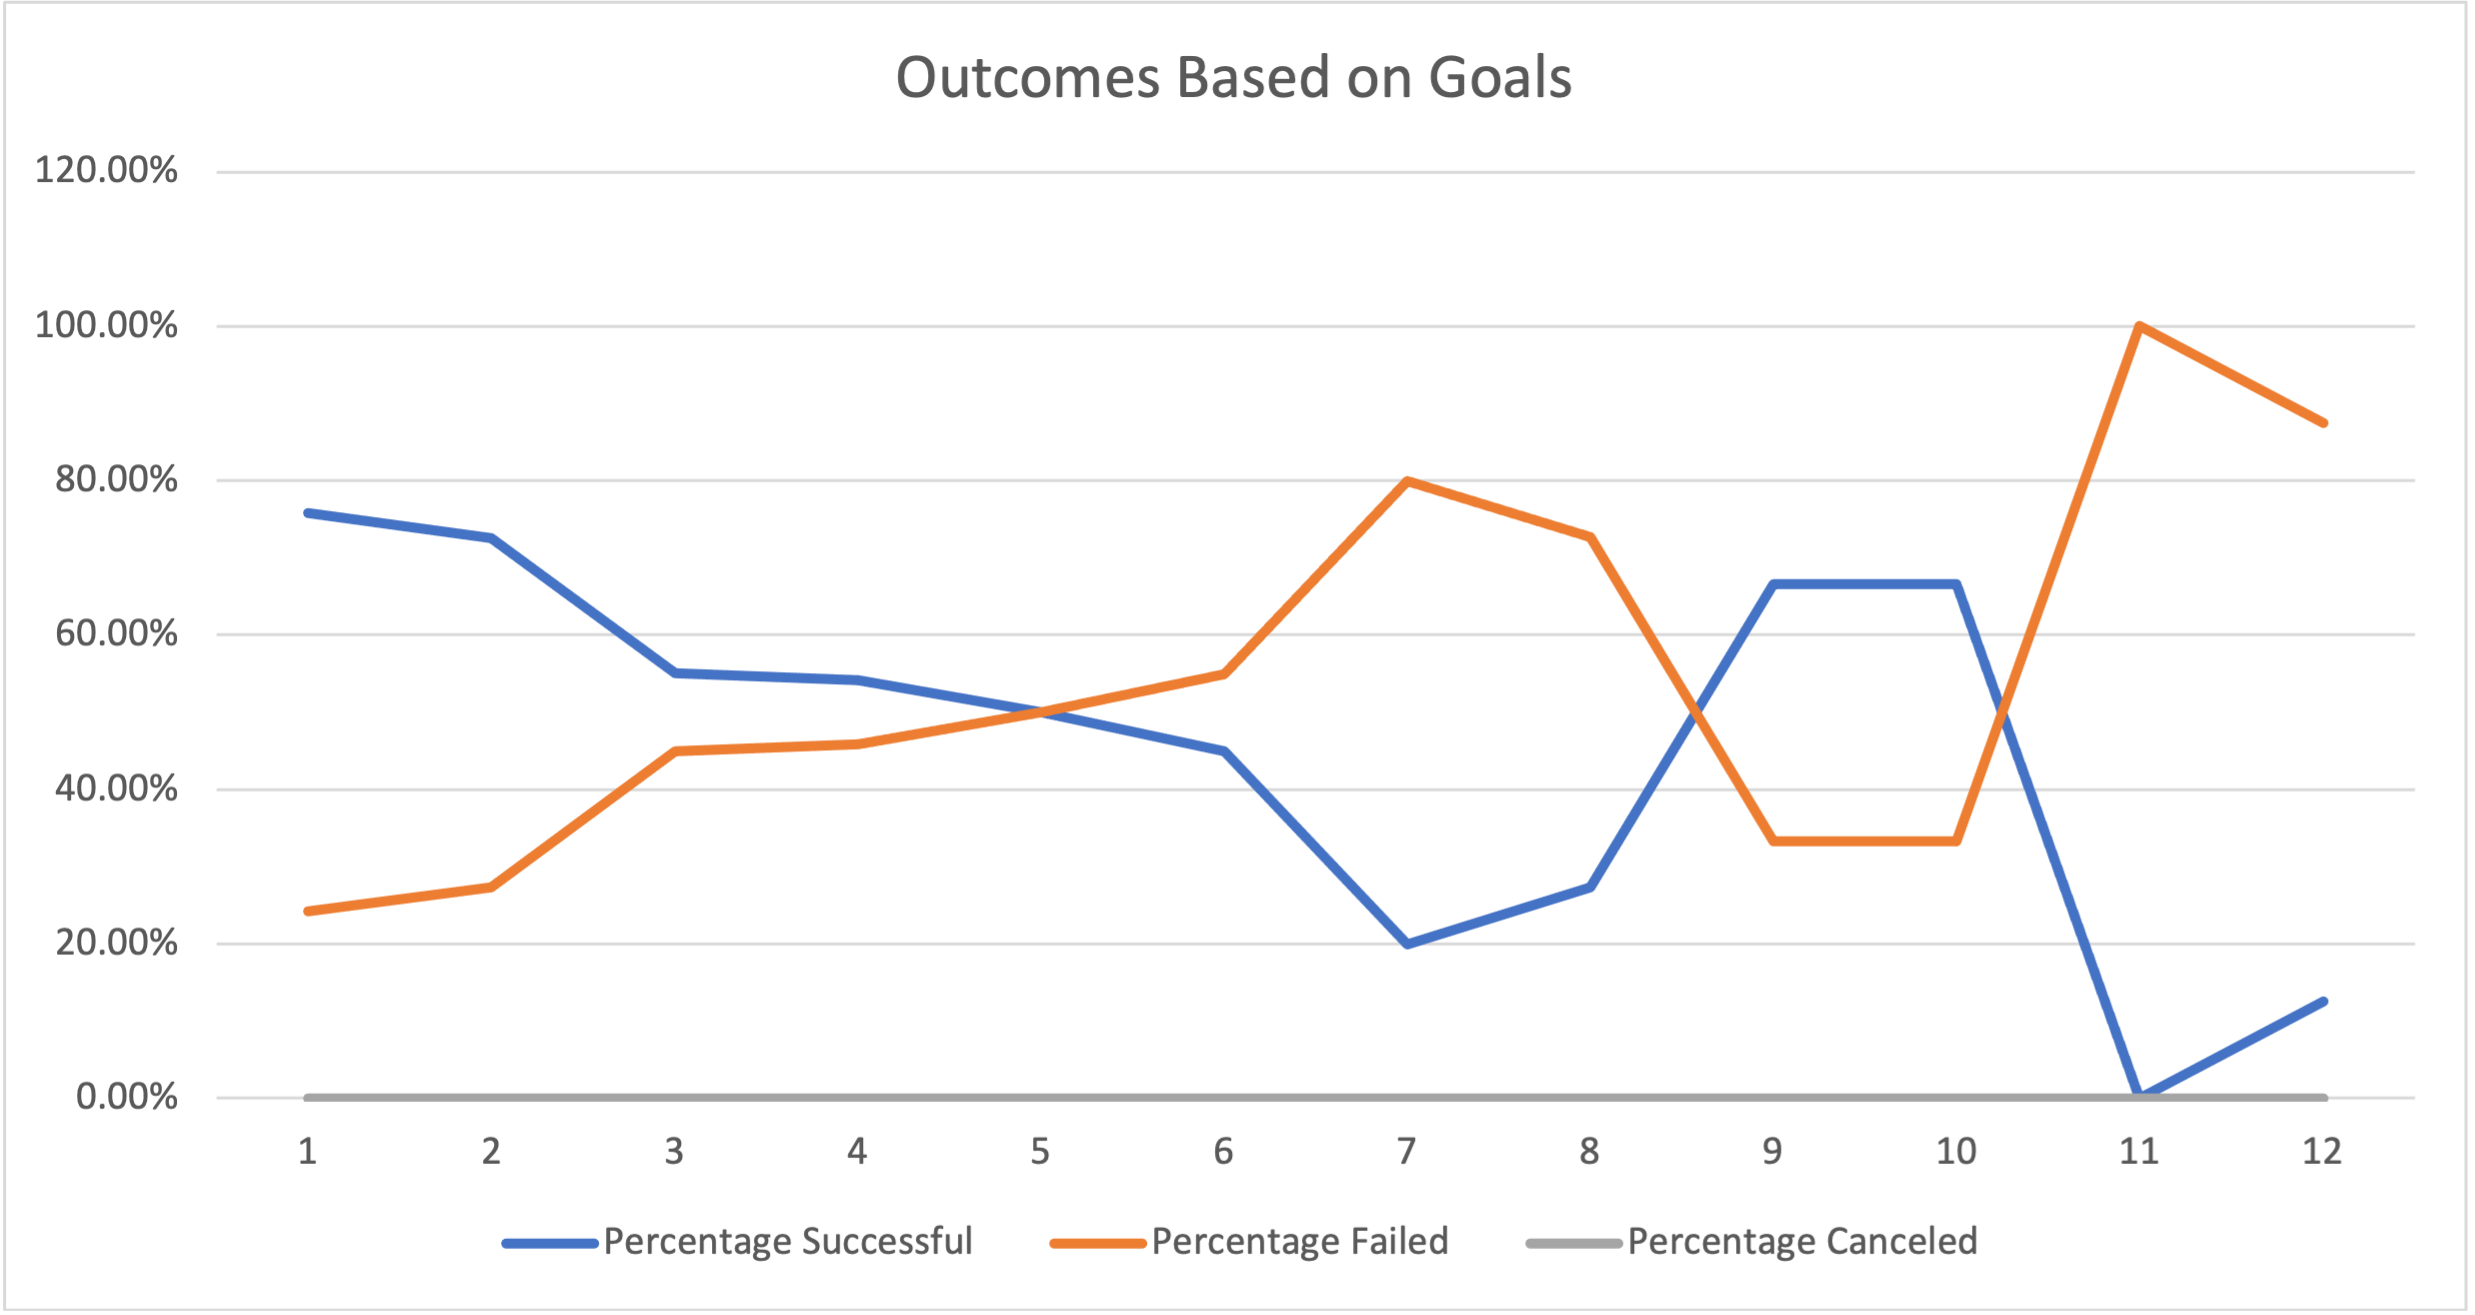 Outcomes Based on Goals
120.00%
100.00%
80.00%
60.00%
40.00%
20.00%
0.00%
1 2 3 4 5 6 7 8 9 10 11 12
Percentage Successful Percentage Failed Percentage Canceled